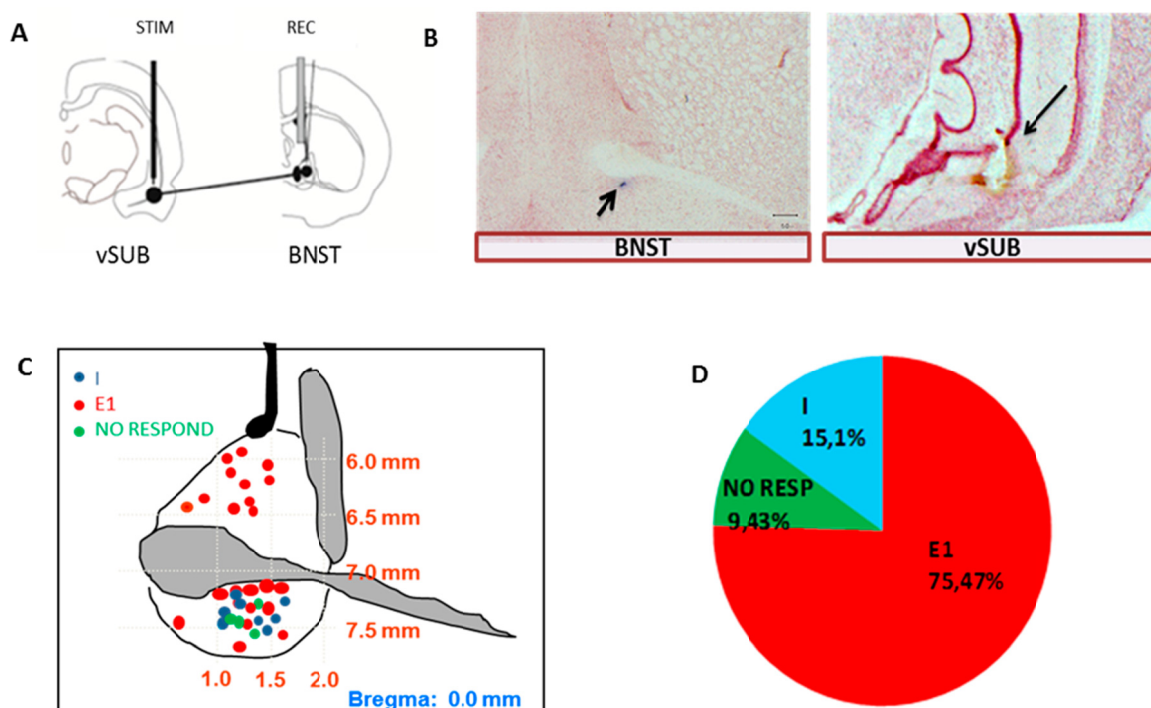 A
STIM
REC
vSUB
BNST
B
BNST
vSUB
C
I
E1
NO RESPOND
6.0 mm
6.5 mm
7.0 mm
7.5 mm
1.0
1.5
2.0
Bregma: 0.0 mm
D
I
15,1%
NO RESP
9,43%
E1
75,47%